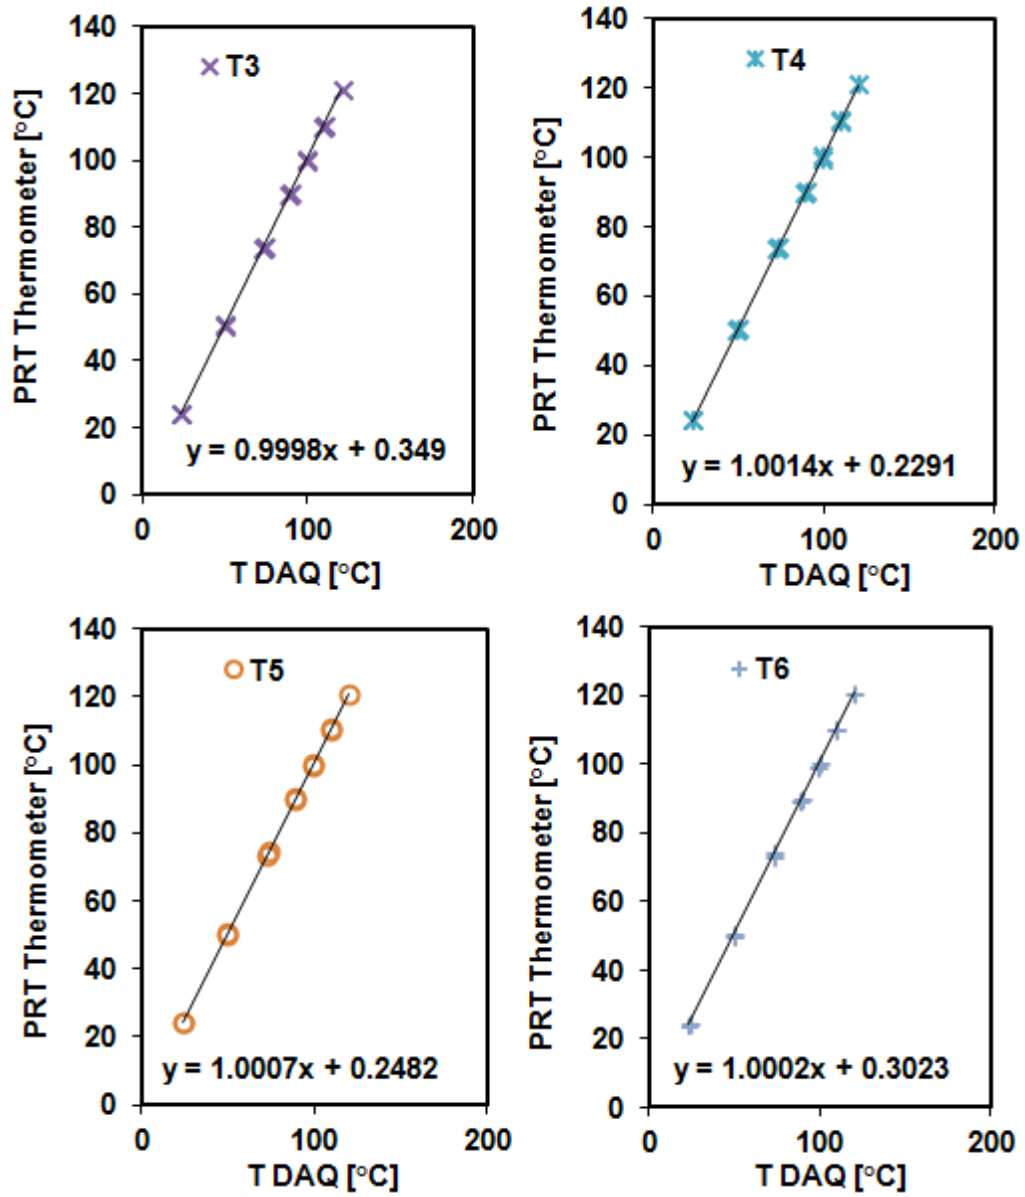 PRT Thermometer [°C]
140
120
100
80
60
40
20
0
T3
y = 0.9998x + 0.349
0 100 200
T DAQ [°C]
PRT Thermometer [°C]
140
120
100
80
60
40
20
0
T4
y = 1.0014x + 0.2291
0 100 200
T DAQ [°C]
PRT Thermometer [°C]
140
120
100
80
60
40
20
0
T5
y = 1.0007x + 0.2482
0 100 200
T DAQ [°C]
PRT Thermometer [°C]
140
120
100
80
60
40
20
0
T6
y = 1.0002x + 0.3023
0 100 200
T DAQ [°C]